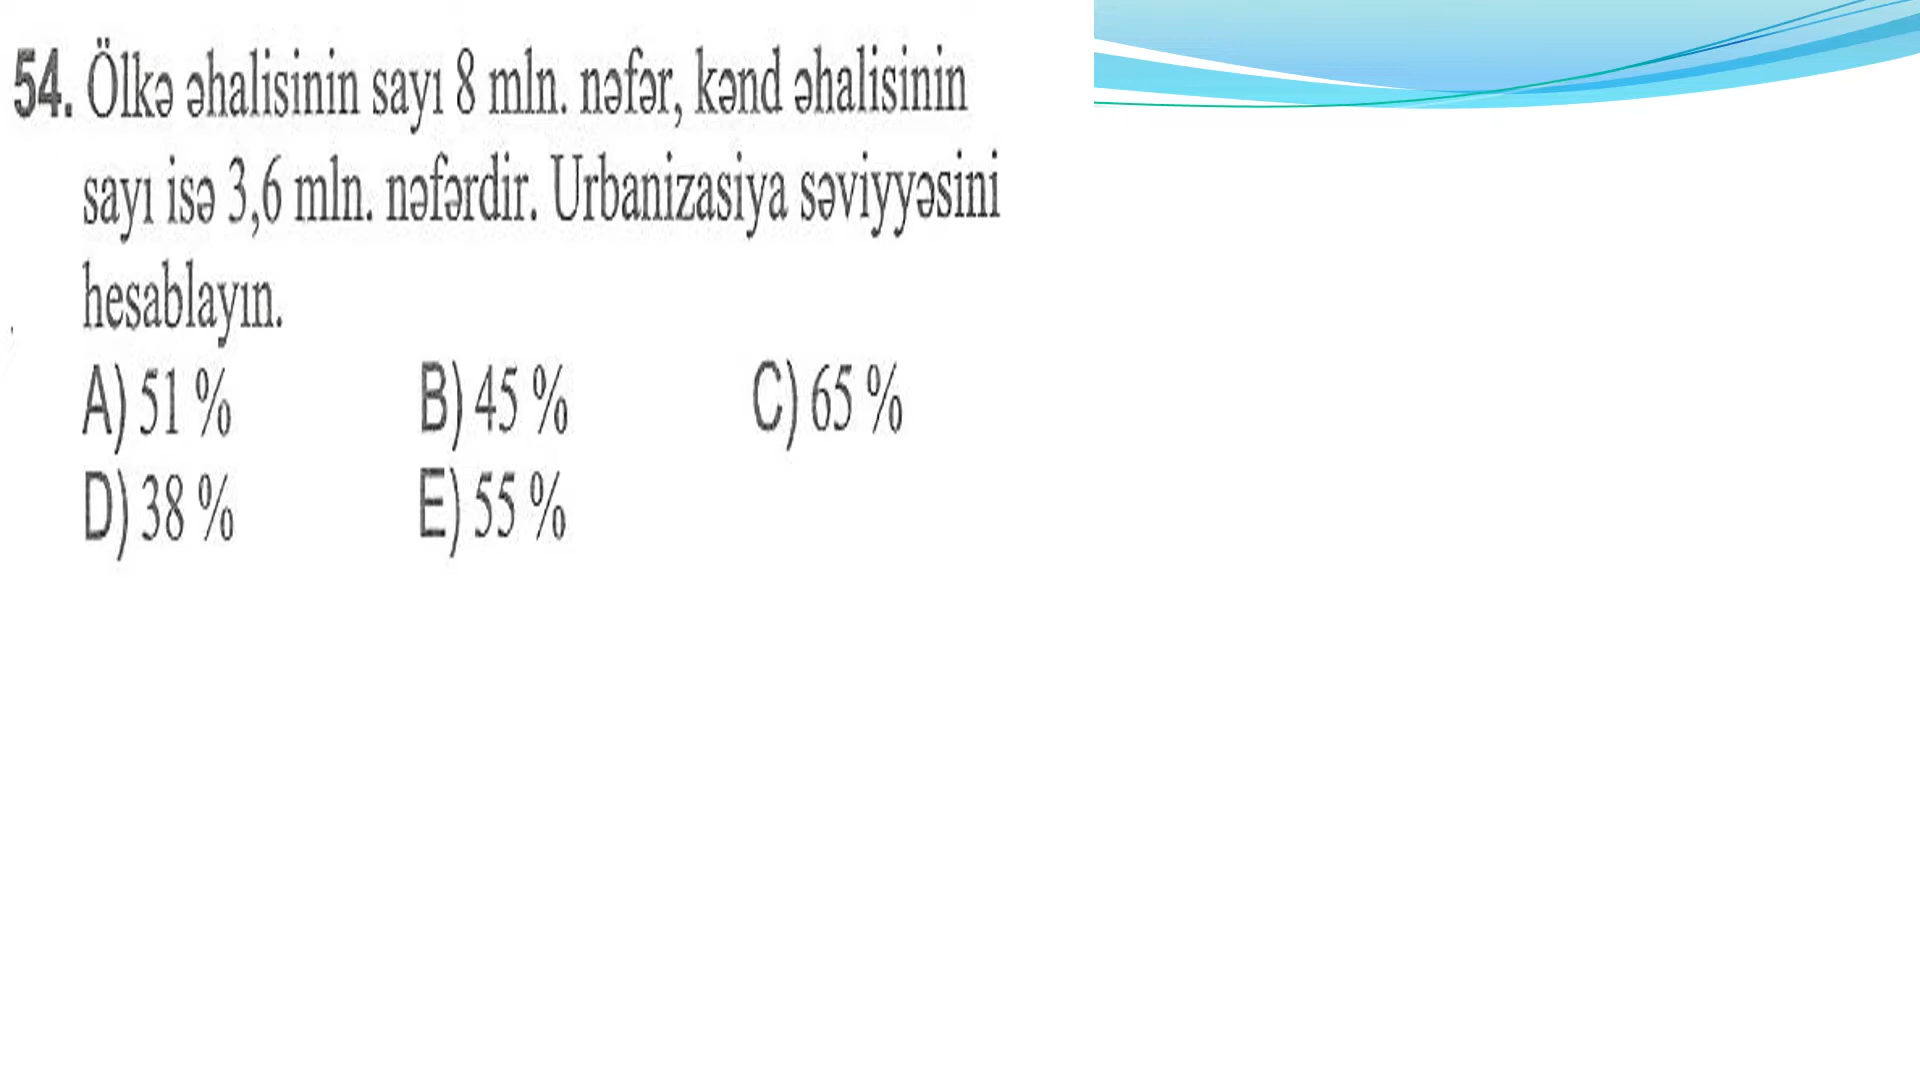 54. Ölkə əhalisinin sayı 8 mln. nəfər, kənd əhalisinin
sayı isə 3,6 mln. nəfərdir. Urbanizasiya səviyyəsini
hesablayın.
A) 51 % B) 45 % C) 65 %
D) 38 % E) 55 %